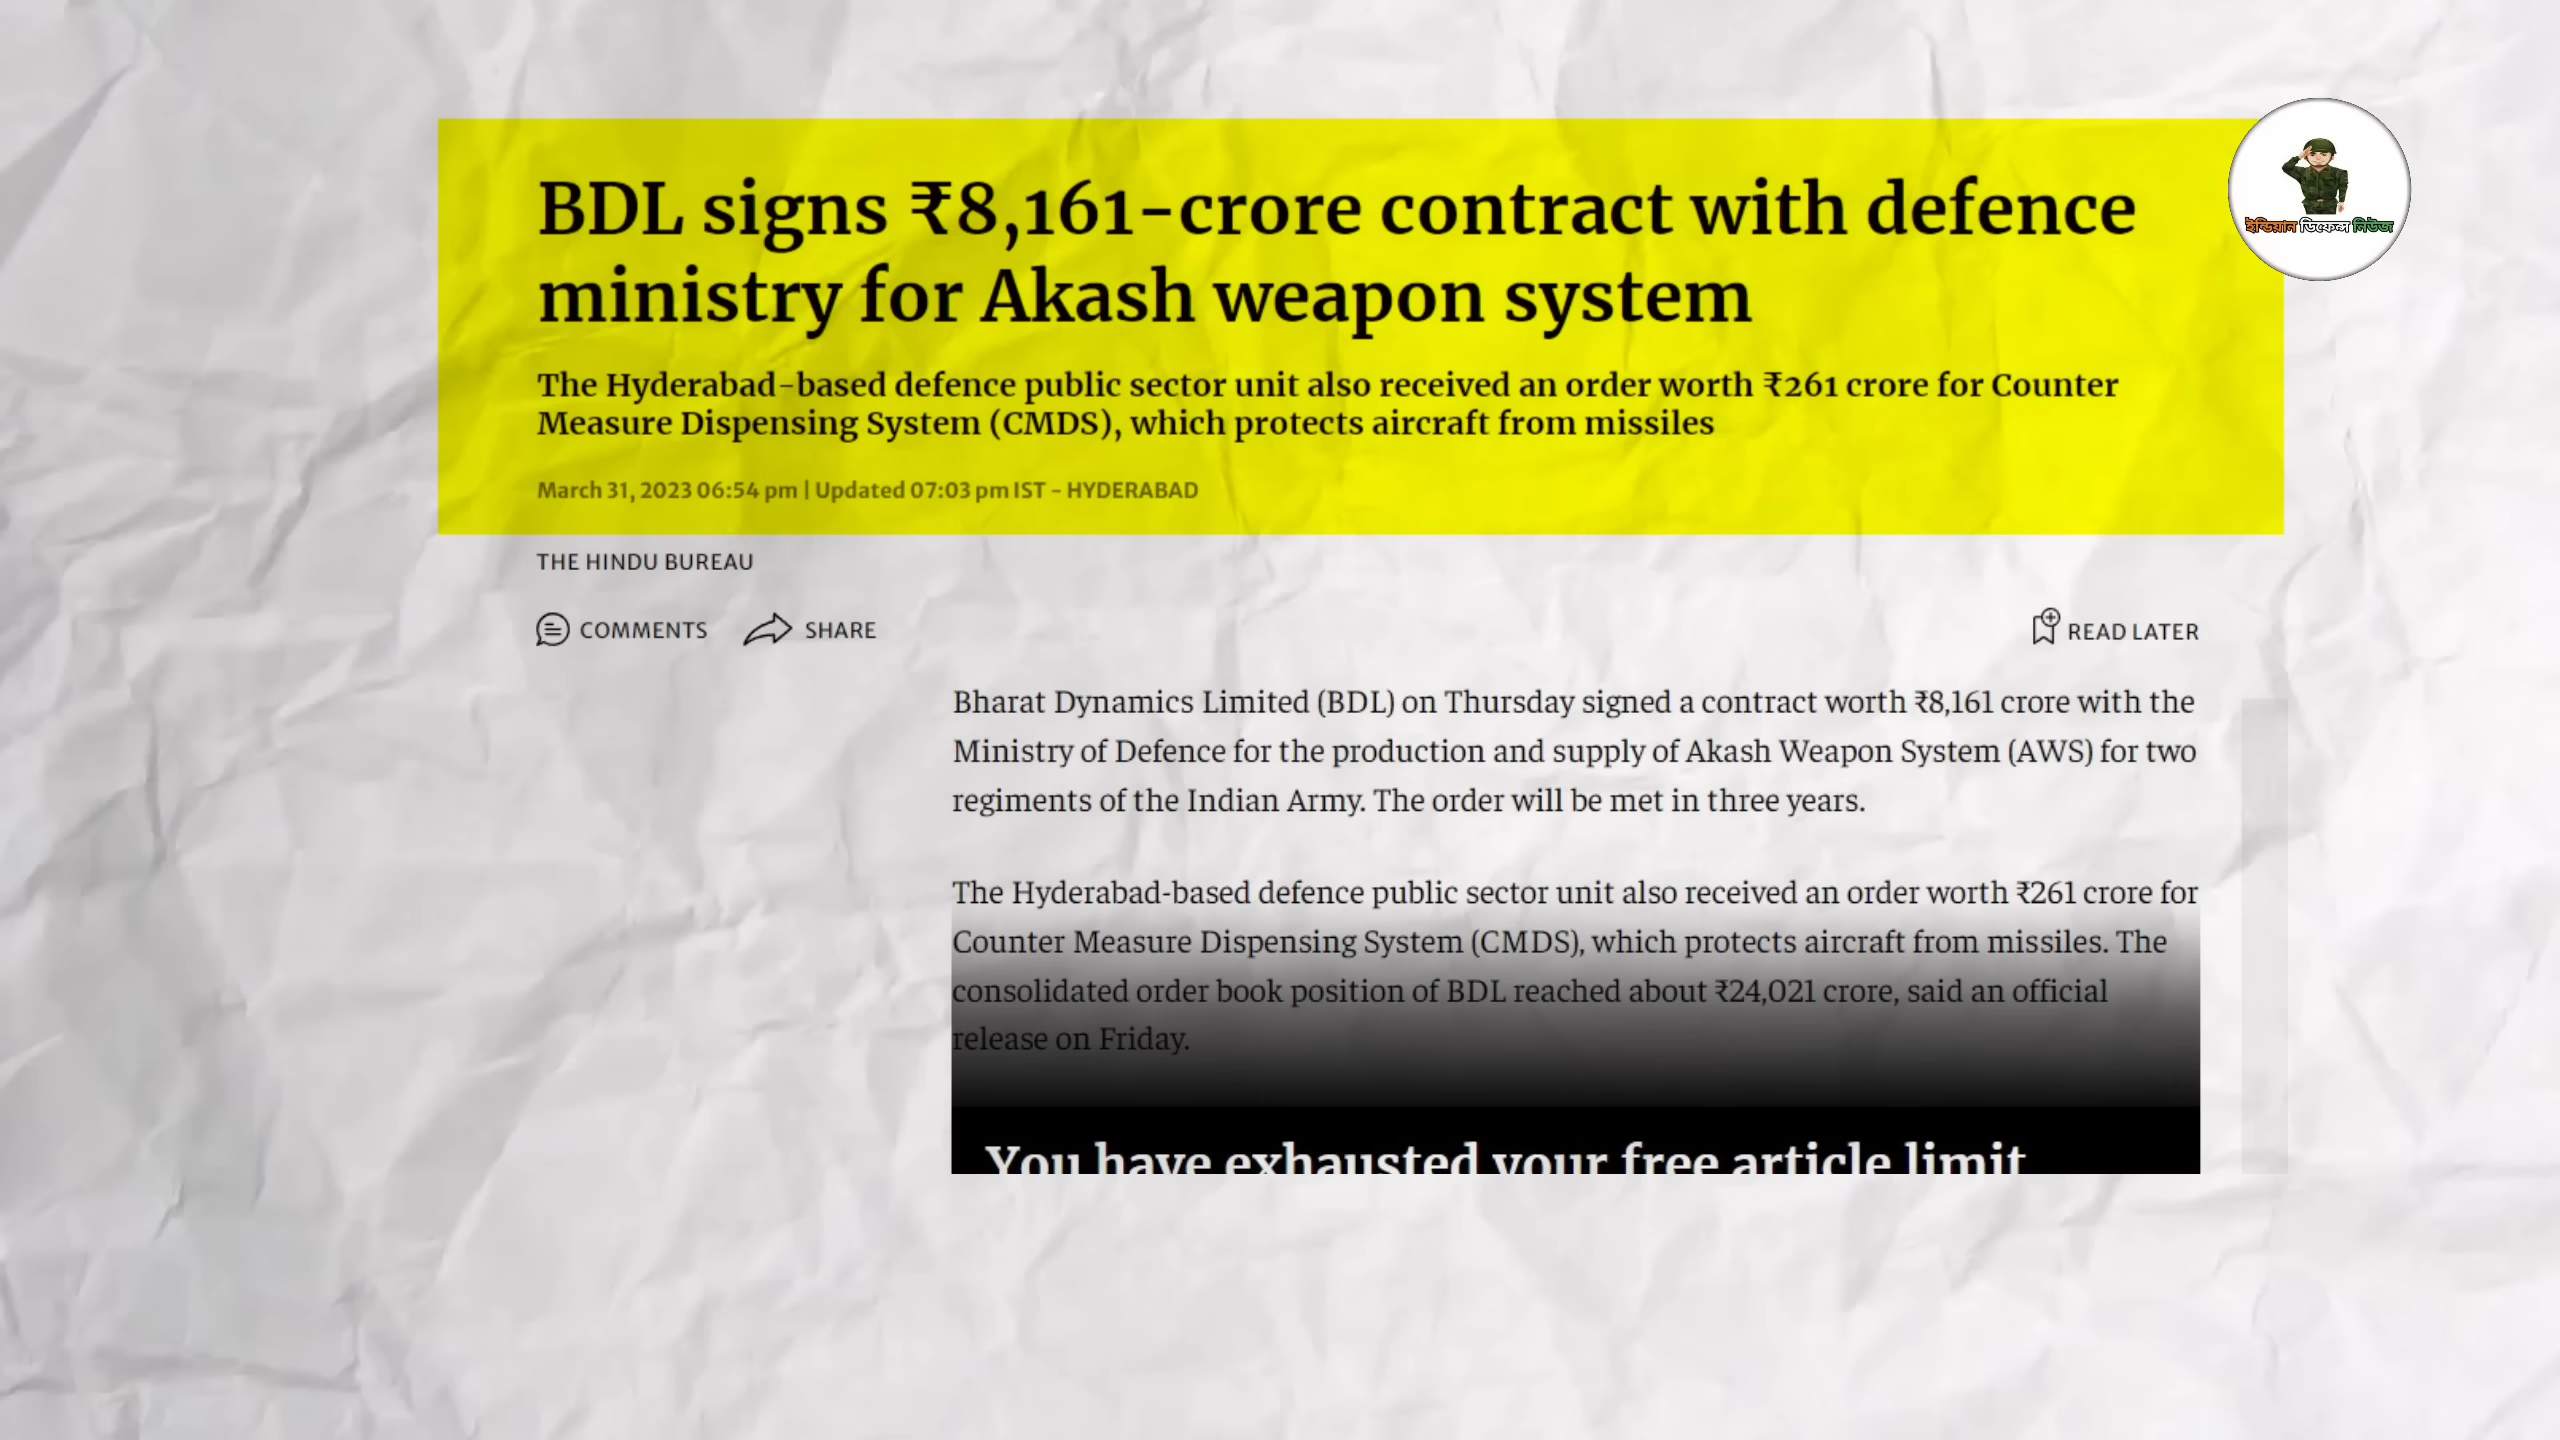 BDL signs ₹8,161-crore contract with defence
ministry for Akash weapon system
The Hyderabad-based defence public sector unit also received an order worth ₹261 crore for Counter
Measure Dispensing System (CMDS), which protects aircraft from missiles
March 31, 2023 06:54 pm | Updated 07:03 pm IST - HYDERABAD
ইন্ডিয়ান ডিফেন্স নিউজ
THE HINDU BUREAU
COMMENTS SHARE READ LATER
Bharat Dynamics Limited (BDL) on Thursday signed a contract worth ₹8,161 crore with the
Ministry of Defence for the production and supply of Akash Weapon System (AWS) for two
regiments of the Indian Army. The order will be met in three years.
The Hyderabad-based defence public sector unit also received an order worth ₹261 crore for
Counter Measure Dispensing System (CMDS), which protects aircraft from missiles. The
consolidated order book position of BDL reached about ₹24,021 crore, said an official
release on Friday.
You have exhausted your free article limit